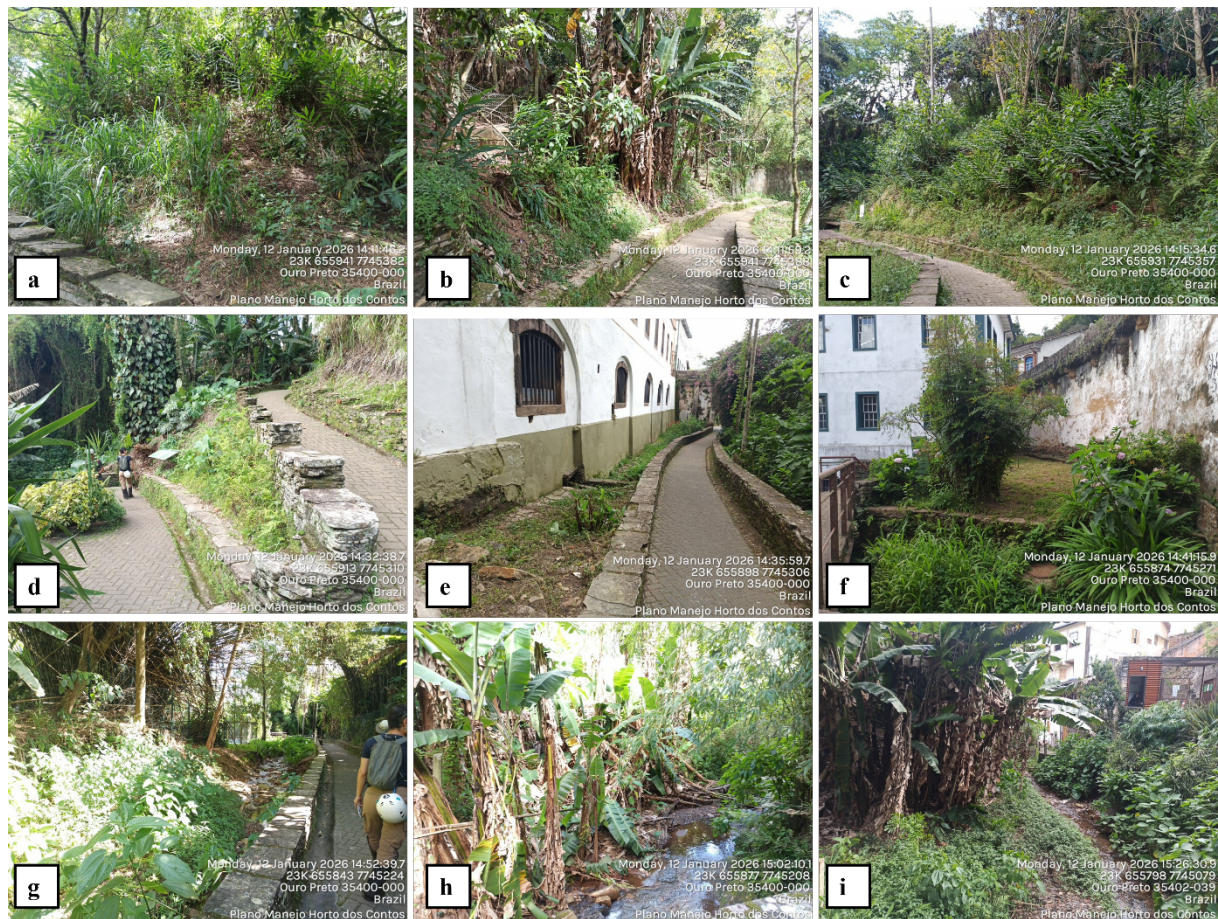 Monday, 12 January 2026 14:11:46.2
23K 655941 7745382
Ouro Preto 35400-000
Brazil
Plano Manejo Horto dos Contos
a
23K 655941 7745388
Ouro Preto 35400-000
Brazil
Plano Manejo Horto dos Contos
b
Monday, 12 January 2026 14:15:34.6
23K 655931 7745357
Ouro Preto 35400-000
Brazil
Plano Manejo Horto dos Contos
c
Monday, 12 January 2026 14:32:38.7
23K 655913 7745310
Ouro Preto 35400-000
Brazil
Plano Manejo Horto dos Contos
d
Monday, 12 January 2026 14:35:59.7
23K 655898 7745306
Ouro Preto 35400-000
Brazil
Plano Manejo Horto dos Contos
e
Monday, 12 January 2026 14:41:15.9
23K 655874 7745271
Ouro Preto 35400-000
Brazil
Plano Manejo Horto dos Contos
f
Monday, 12 January 2026 14:52:39.7
23K 655843 7745224
Ouro Preto 35400-000
Brazil
Plano Manejo Horto dos Contos
g
Monday, 12 January 2026 15:02:10.1
23K 655877 7745208
Ouro Preto 35400-000
Brazil
Plano Manejo Horto dos Contos
h
Monday, 12 January 2026 15:26:30.9
23K 655798 7745079
Ouro Preto 35402-039
Brazil
Plano Manejo Horto dos Contos
i